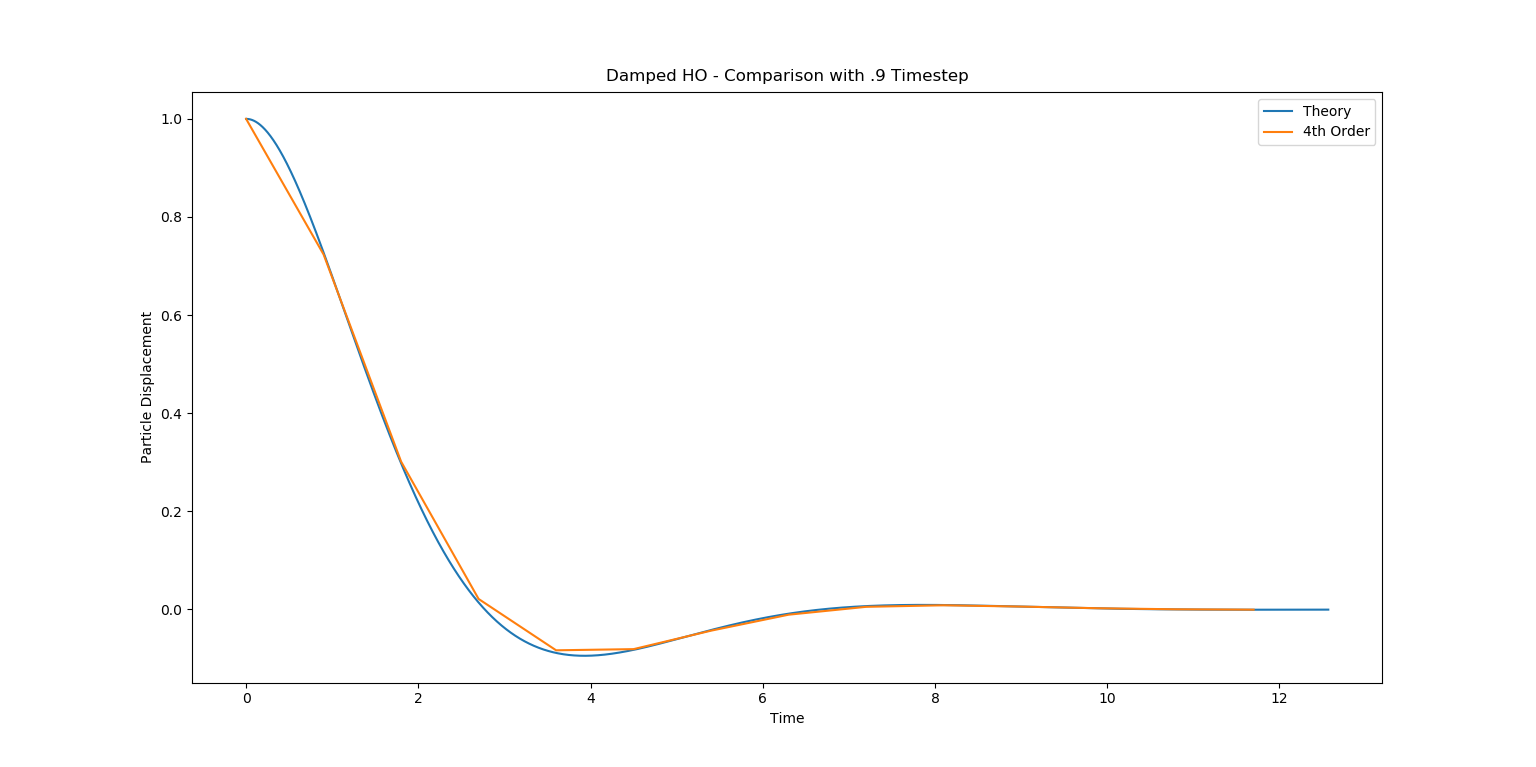 Damped HO - Comparison with .9 Timestep
Theory
4th Order
Particle Displacement
1.0
0.8
0.6
0.4
0.2
0.0
0 2 4 6 8 10 12
Time